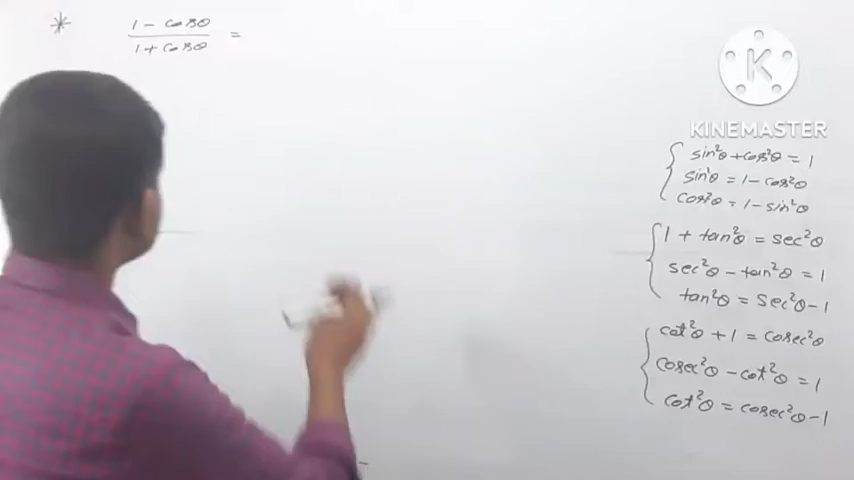 * 1 - cosθ / 1 + cosθ =
K
KINEMASTER
sin²θ + cos²θ = 1
sin²θ = 1 - cos²θ
cos²θ = 1 - sin²θ
1 + tan²θ = sec²θ
sec²θ - tan²θ = 1
tan²θ = sec²θ - 1
cot²θ + 1 = cosec²θ
cosec²θ - cot²θ = 1
cot²θ = cosec²θ - 1